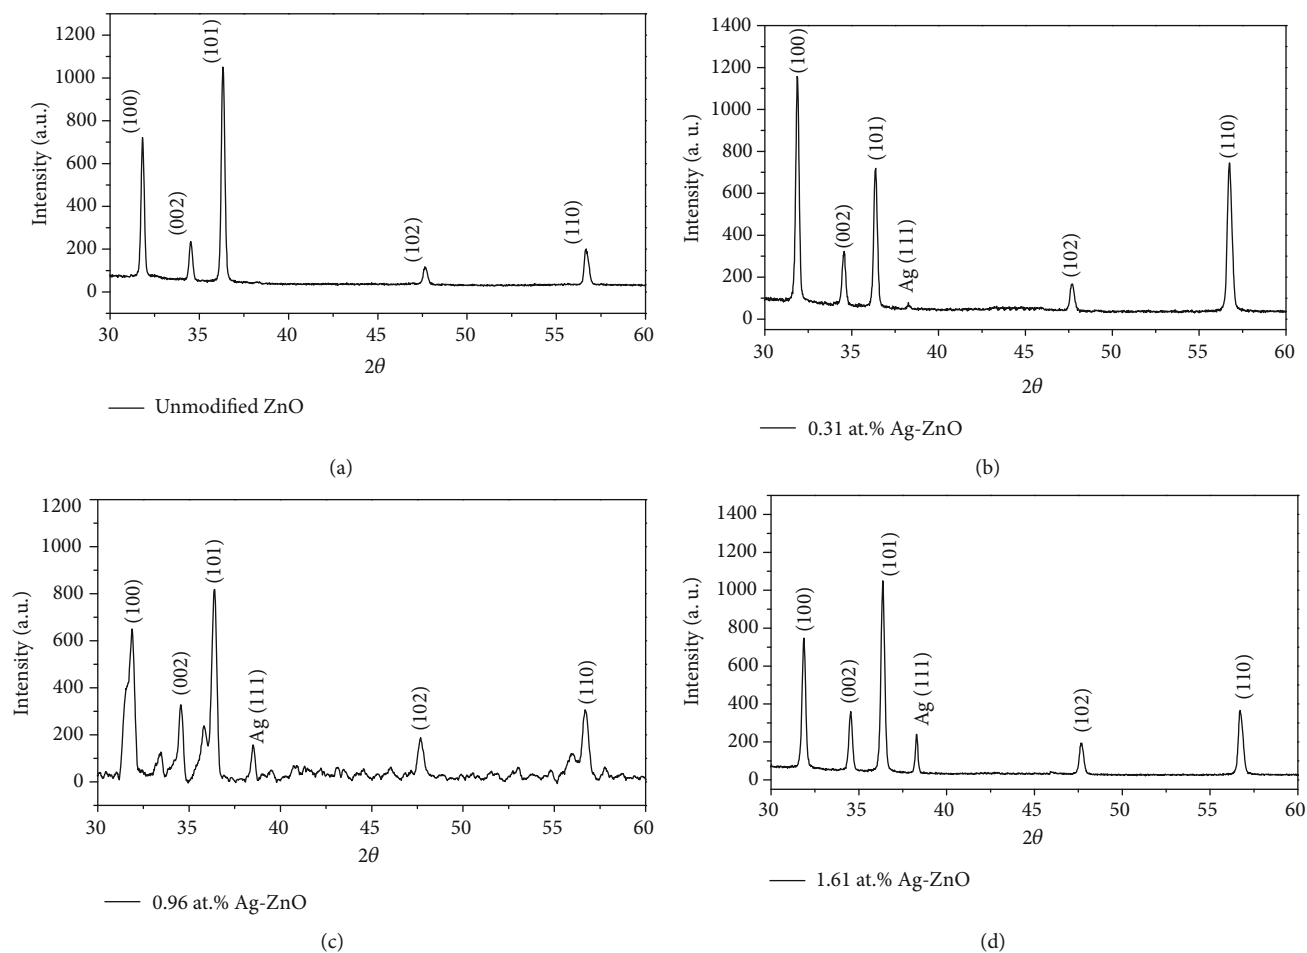 1200
1000
800
600
400
200
0
Intensity (a.u.)
(100)
(002)
(101)
(102)
(110)
30 35 40 45 50 55 60
2θ
Unmodified ZnO
(a)
1400
1200
1000
800
600
400
200
0
Intensity (a. u.)
(100)
(002)
(101)
Ag (111)
(102)
(110)
30 35 40 45 50 55 60
2θ
0.31 at.% Ag-ZnO
(b)
1200
1000
800
600
400
200
0
Intensity (a.u.)
(100)
(002)
(101)
Ag (111)
(102)
(110)
30 35 40 45 50 55 60
2θ
0.96 at.% Ag-ZnO
(c)
1400
1200
1000
800
600
400
200
0
Intensity (a. u.)
(100)
(002)
(101)
Ag (111)
(102)
(110)
30 35 40 45 50 55 60
2θ
1.61 at.% Ag-ZnO
(d)